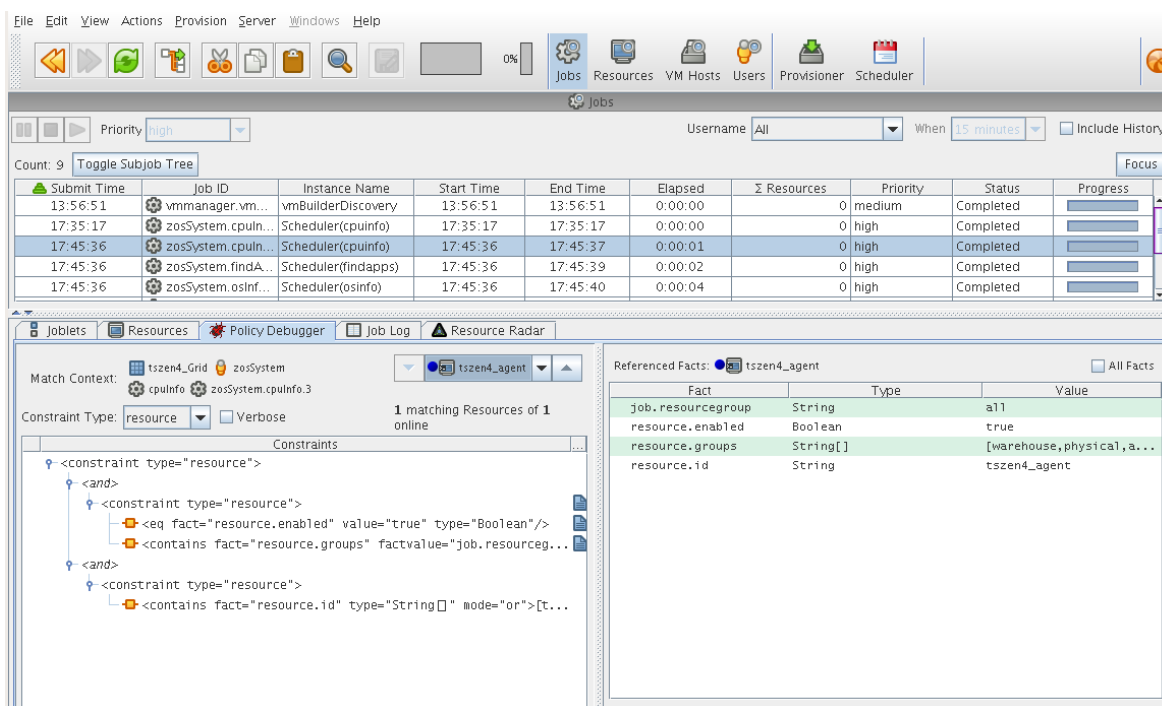 File Edit View Actions Provision Server Windows Help
0%
Jobs Resources VM Hosts Users Provisioner Scheduler
Jobs
Priority high Username All When 15 minutes Include History
Count: 9 Toggle Subjob Tree Focus
Submit Time Job ID Instance Name Start Time End Time Elapsed Σ Resources Priority Status Progress
13:56:51 vmmanager.vm... vmBuilderDiscovery 13:56:51 13:56:51 0:00:00 0 medium Completed
17:35:17 zosSystem.cpuIn... Scheduler(cpuinfo) 17:35:17 17:35:17 0:00:00 0 high Completed
17:45:36 zosSystem.cpuIn... Scheduler(cpuinfo) 17:45:36 17:45:37 0:00:01 0 high Completed
17:45:36 zosSystem.findA... Scheduler(findapps) 17:45:36 17:45:39 0:00:02 0 high Completed
17:45:36 zosSystem.osInf... Scheduler(osinfo) 17:45:36 17:45:40 0:00:04 0 high Completed
Joblets Resources Policy Debugger Job Log Resource Radar
Match Context: tszen4_Grid zosSystem tszen4_agent
cpuInfo zosSystem.cpuInfo.3
Constraint Type: resource Verbose 1 matching Resources of 1 online
Constraints ...
<constraint type="resource">
<and>
<constraint type="resource">
<eq fact="resource.enabled" value="true" type="Boolean"/>
<contains fact="resource.groups" factvalue="job.resourceg...
<and>
<constraint type="resource">
<contains fact="resource.id" type="String[]" mode="or">[t...
Referenced Facts: tszen4_agent All Facts
Fact Type Value
job.resourcegroup String all
resource.enabled Boolean true
resource.groups String[] [warehouse,physical,a...
resource.id String tszen4_agent